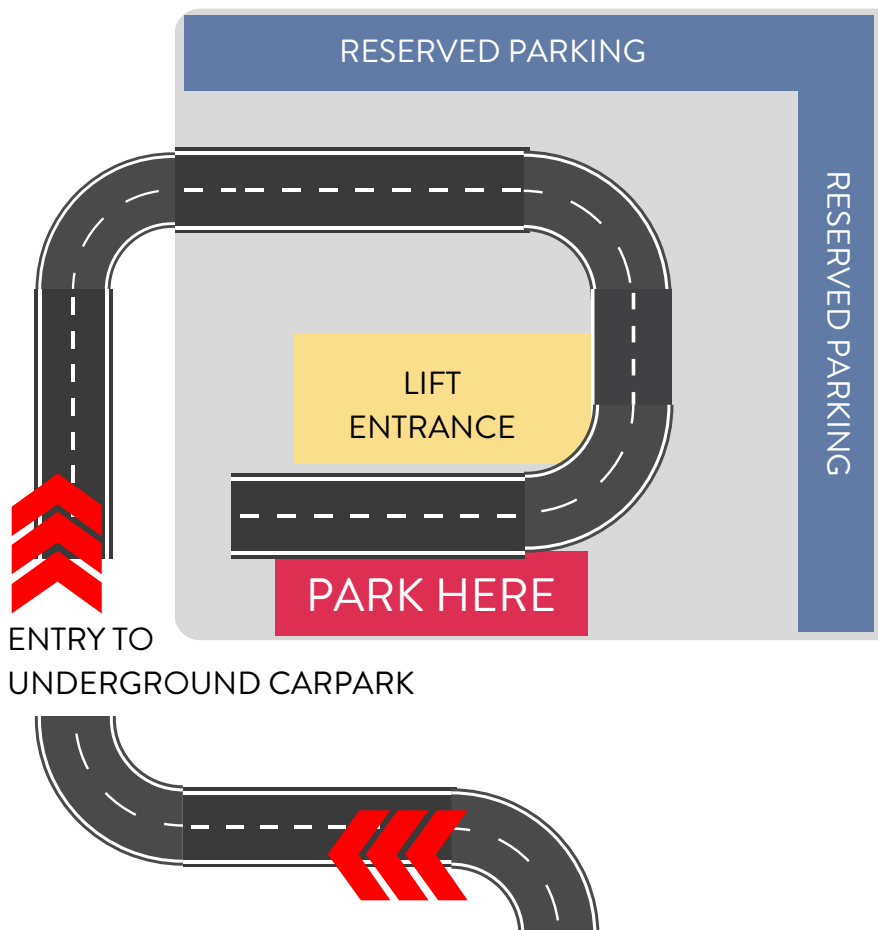 RESERVED PARKING
RESERVED PARKING
LIFT
ENTRANCE
PARK HERE
ENTRY TO
UNDERGROUND CARPARK